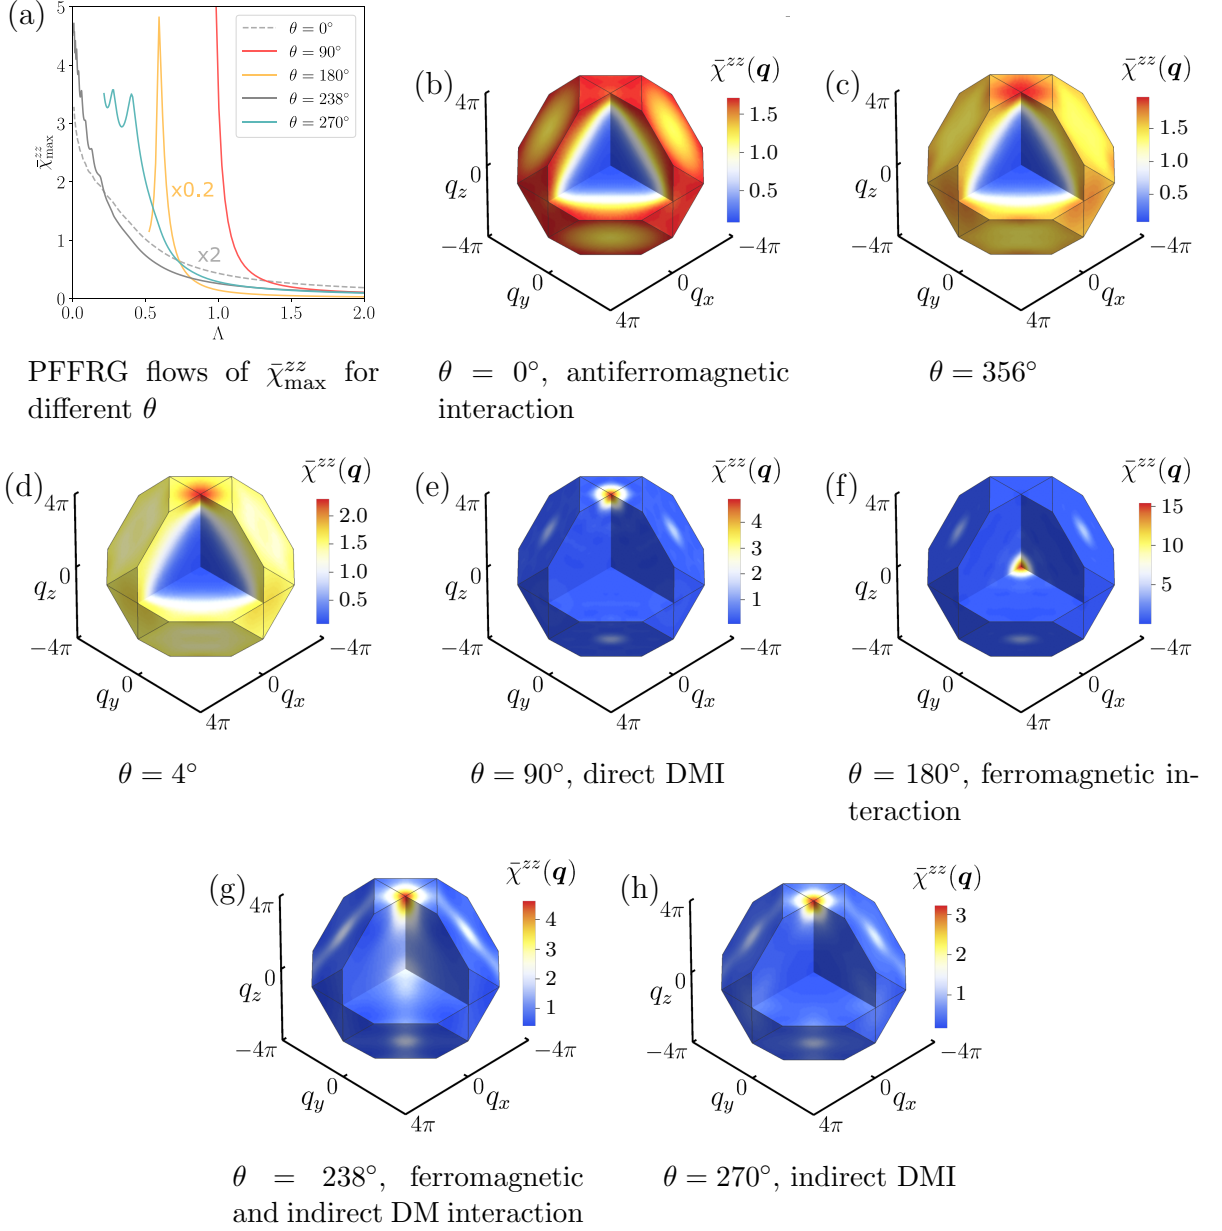 (a)
5
4
3
2
1
0
χ̄ᶻᶻmax
0.0 0.5 1.0 1.5 2.0
Λ
θ = 0°
θ = 90°
θ = 180°
θ = 238°
θ = 270°
x0.2
x2
PFFRG flows of χ̄ᶻᶻmax for
different θ
(b)
χ̄ᶻᶻ(q)
1.5
1.0
0.5
4π
qz 0
−4π
qy 0
4π
0 qx
−4π
θ = 0°, antiferromagnetic
interaction
(c)
χ̄ᶻᶻ(q)
1.5
1.0
0.5
4π
qz 0
−4π
qy 0
4π
0 qx
−4π
θ = 356°
(d)
χ̄ᶻᶻ(q)
2.0
1.5
1.0
0.5
4π
0
qz
−4π
qy 0
4π
0 qx
−4π
θ = 4°
(e)
χ̄ᶻᶻ(q)
4
3
2
1
4π
0
qz
−4π
qy 0
4π
0 qx
−4π
θ = 90°, direct DMI
(f)
χ̄ᶻᶻ(q)
15
10
5
4π
0
qz
−4π
qy 0
4π
0 qx
−4π
θ = 180°, ferromagnetic in-
teraction
(g)
χ̄ᶻᶻ(q)
4
3
2
1
4π
qz 0
−4π
qy 0
4π
0 qx
−4π
θ = 238°, ferromagnetic
and indirect DM interaction
(h)
χ̄ᶻᶻ(q)
3
2
1
4π
qz 0
−4π
qy 0
4π
0 qx
−4π
θ = 270°, indirect DMI